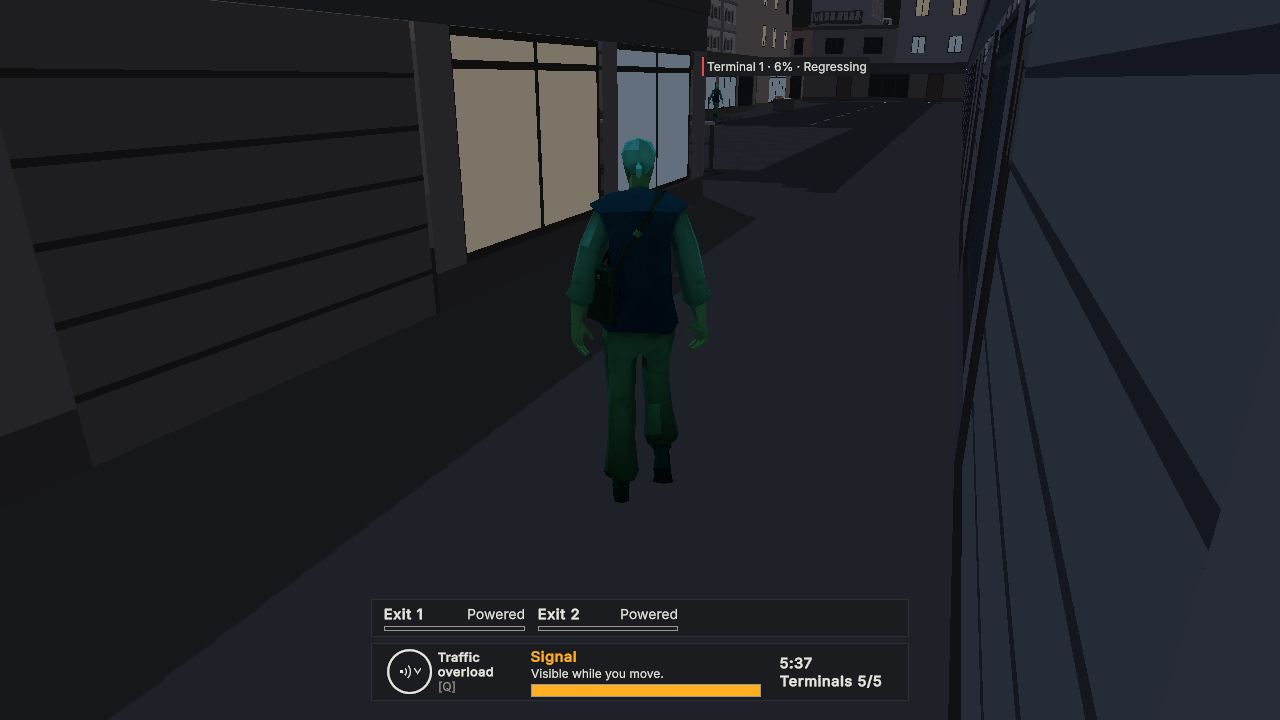 Terminal 1 · 6% · Regressing
Exit 1 Powered Exit 2 Powered
Traffic overload
[Q]
Signal
Visible while you move.
5:37
Terminals 5/5